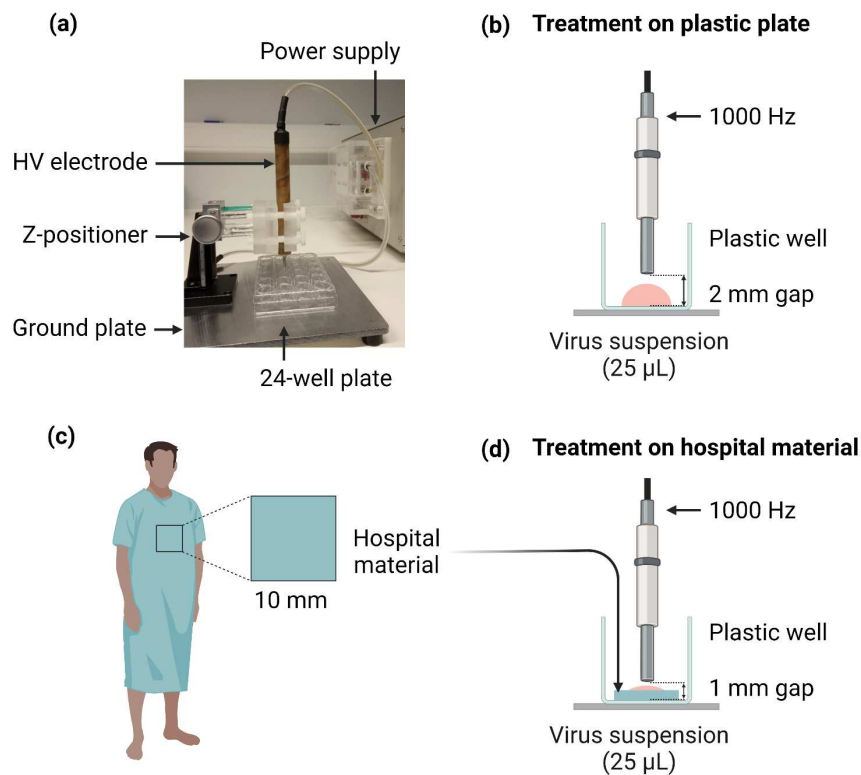 (a)
Power supply
HV electrode
Z-positioner
Ground plate
24-well plate
(b) Treatment on plastic plate
1000 Hz
Plastic well
2 mm gap
Virus suspension
(25 µL)
(c)
Hospital
material
10 mm
(d) Treatment on hospital material
1000 Hz
Plastic well
1 mm gap
Virus suspension
(25 µL)